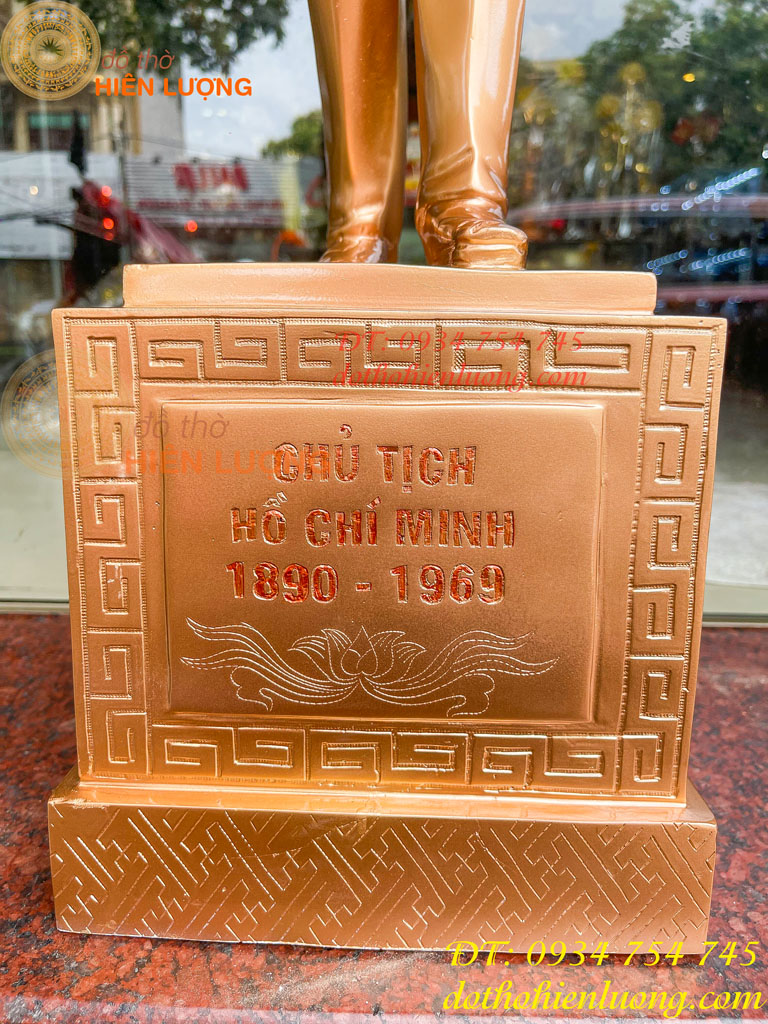 đồ thờ
HIÊN LƯỢNG
ĐT: 0934 754 745
dothohienluong.com
đồ thờ
HIÊN LƯỢNG
CHỦ TỊCH
HỒ CHÍ MINH
1890 - 1969
ĐT: 0934 754 745
dothohienluong.com